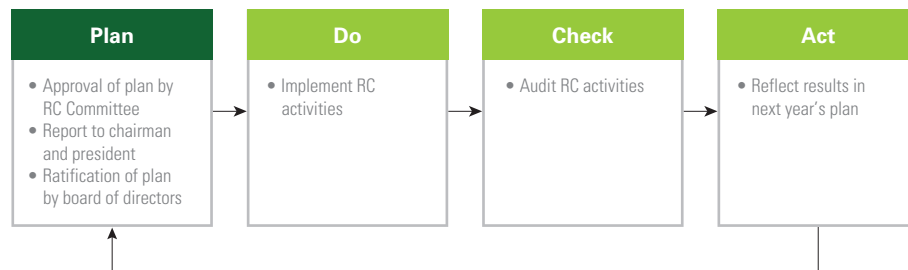 Plan
• Approval of plan by
RC Committee
• Report to chairman
and president
• Ratification of plan
by board of directors
Do
• Implement RC
activities
Check
• Audit RC activities
Act
• Reflect results in
next year's plan